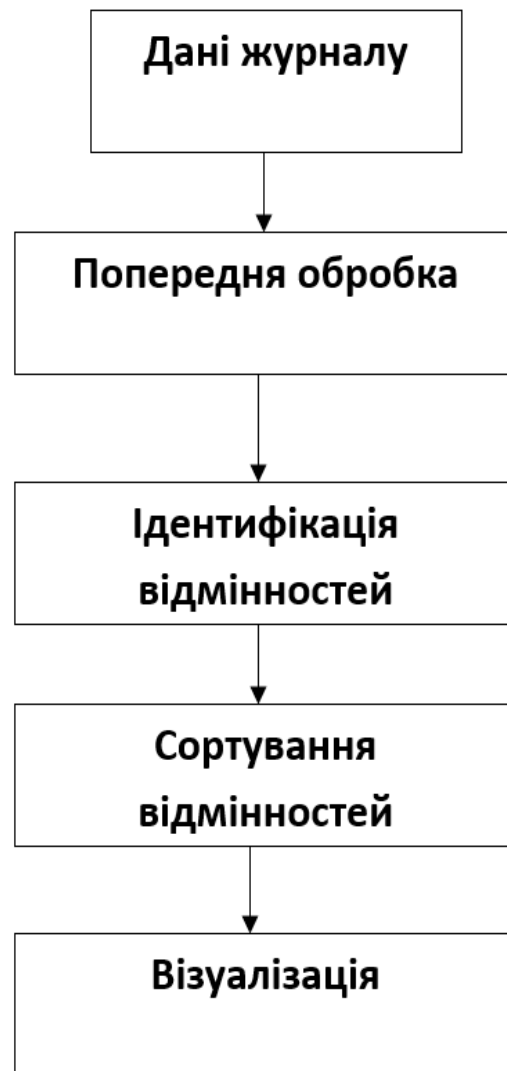 Дані журналу
Попередня обробка
Ідентифікація
відмінностей
Сортування
відмінностей
Візуалізація